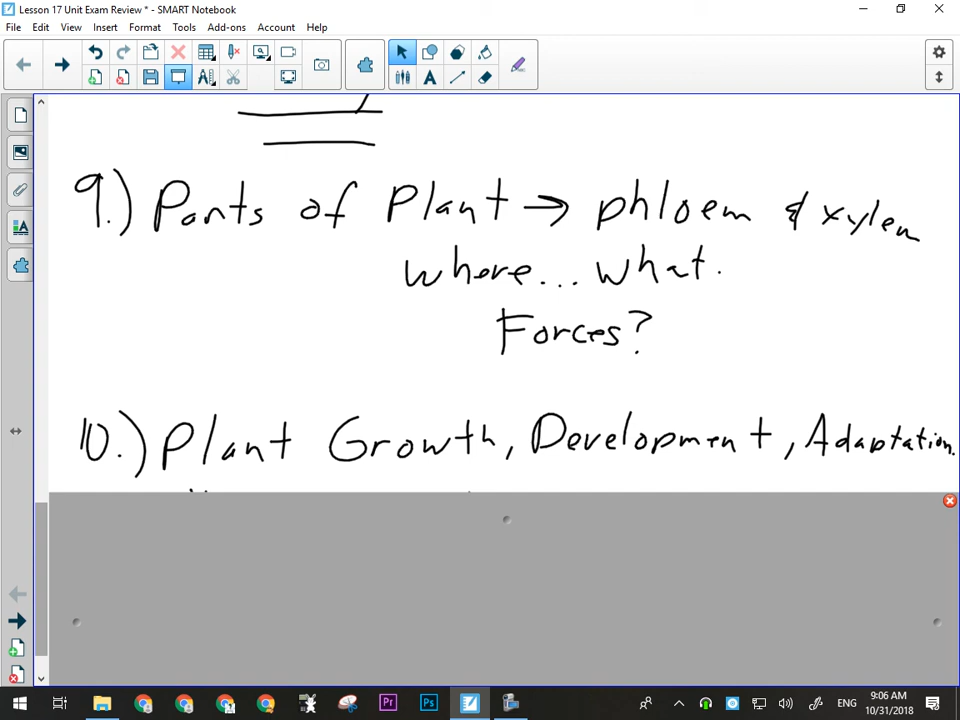 Lesson 17 Unit Exam Review * - SMART Notebook
File Edit View Insert Format Tools Add-ons Account Help
9.) Parts of Plant → phloem & xylem
where... what.
Forces?
10.) Plant Growth, Development, Adaptation.
ENG
9:06 AM
10/31/2018